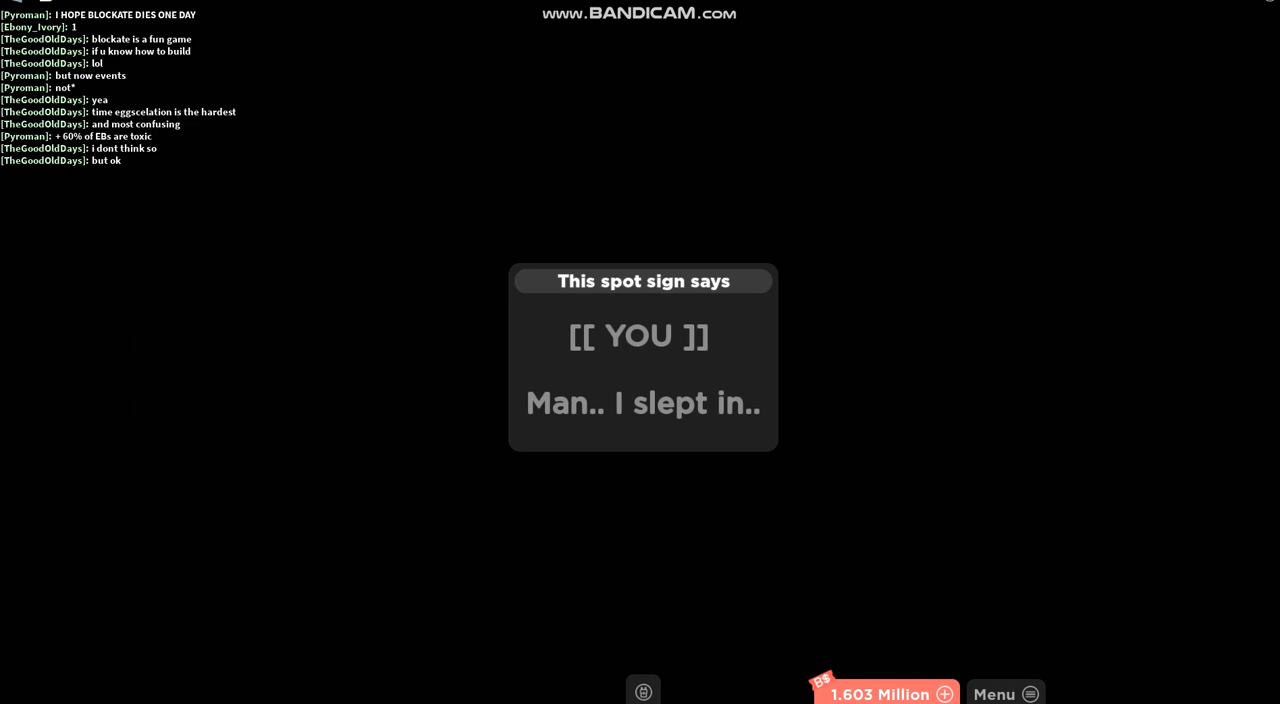 www.BANDICAM.com
[Pyroman]: I HOPE BLOCKATE DIES ONE DAY
[Ebony_Ivory]: 1
[TheGoodOldDays]: blockate is a fun game
[TheGoodOldDays]: if u know how to build
[TheGoodOldDays]: lol
[Pyroman]: but now events
[Pyroman]: not*
[TheGoodOldDays]: yea
[TheGoodOldDays]: time eggscelation is the hardest
[TheGoodOldDays]: and most confusing
[Pyroman]: + 60% of EBs are toxic
[TheGoodOldDays]: i dont think so
[TheGoodOldDays]: but ok
This spot sign says
[[ YOU ]]
Man.. I slept in..
B$
1.603 Million
Menu